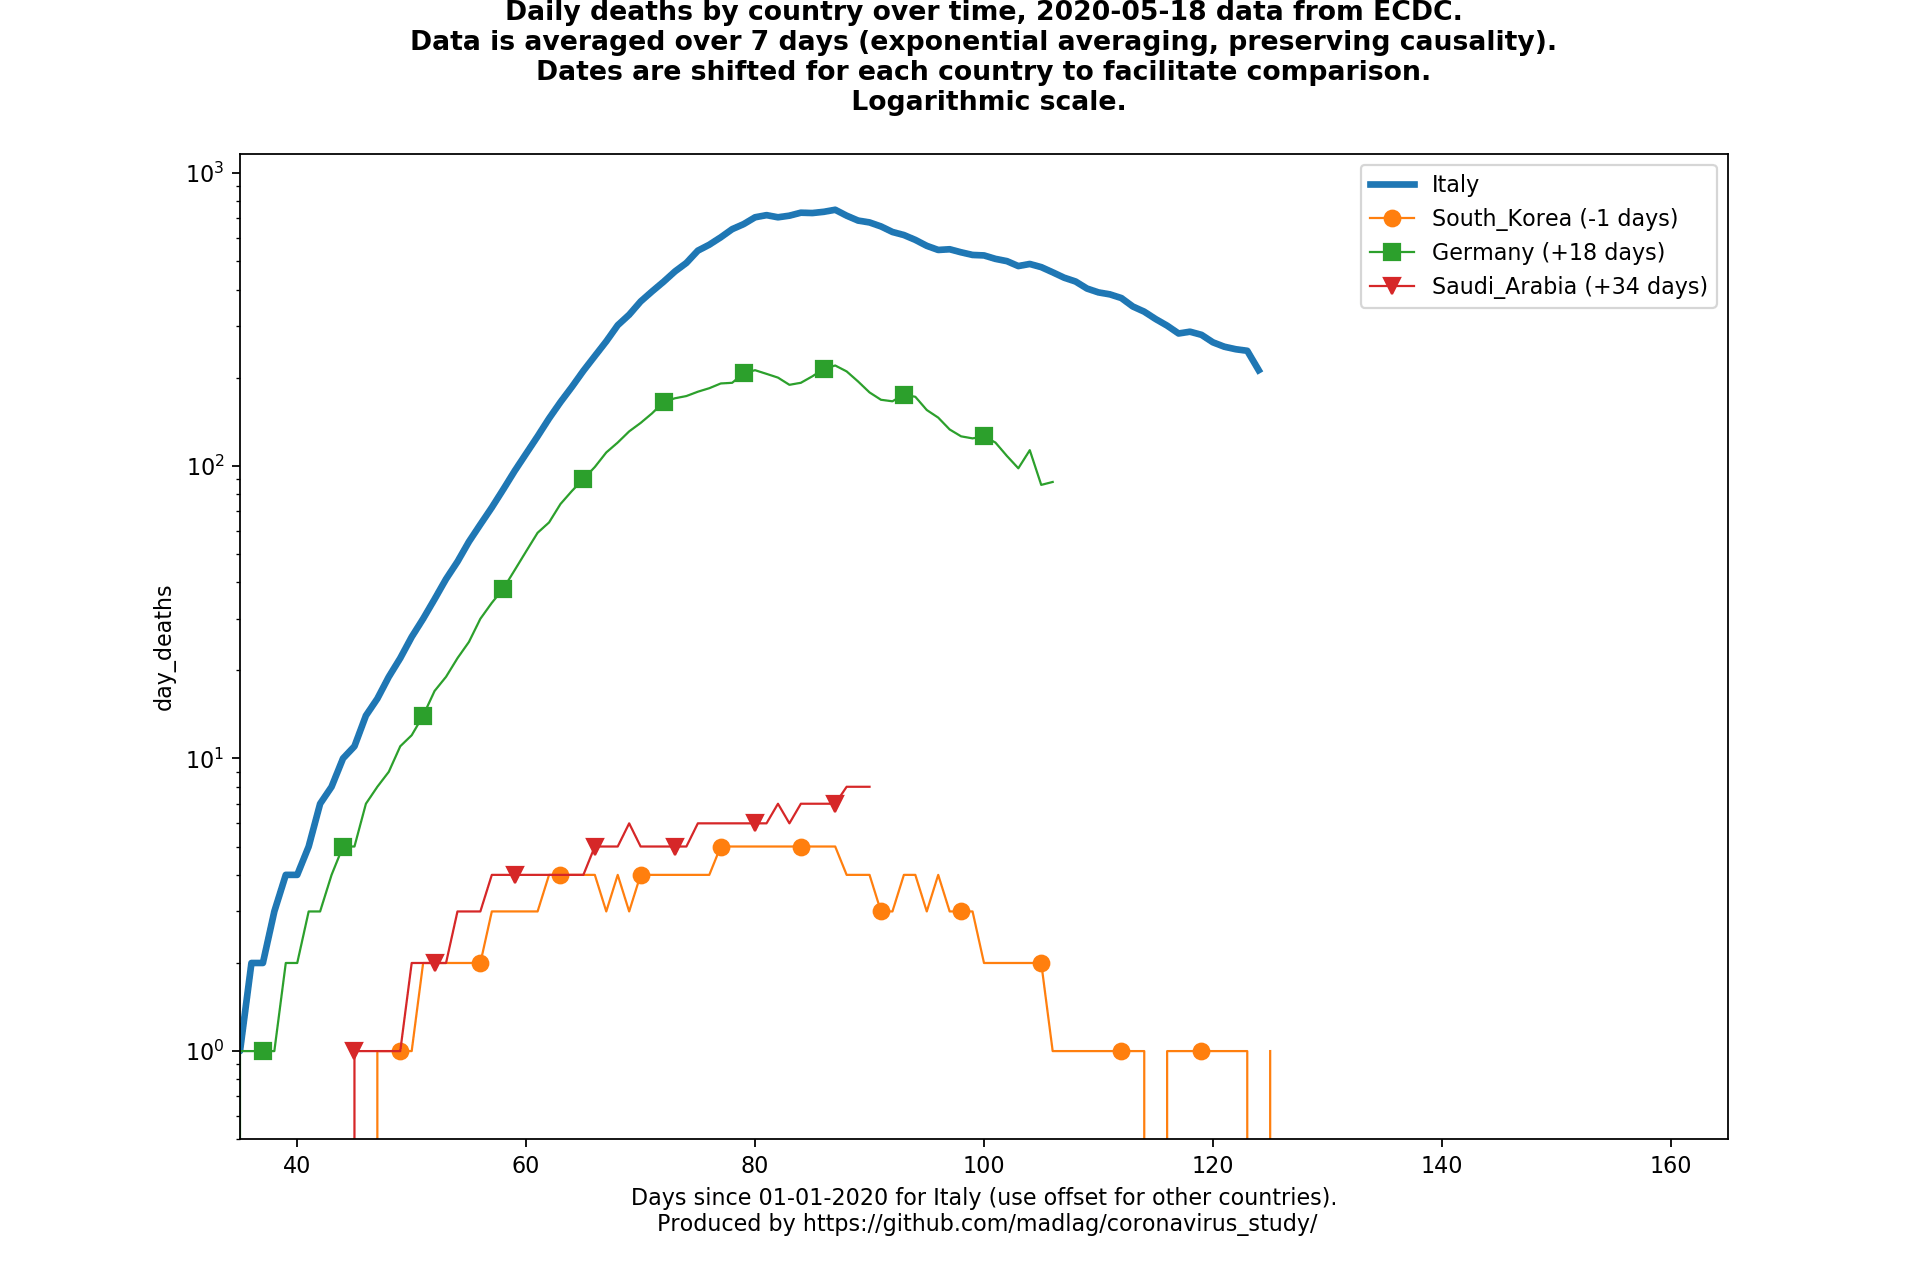 Daily deaths by country over time, 2020-05-18 data from ECDC.
Data is averaged over 7 days (exponential averaging, preserving causality).
Dates are shifted for each country to facilitate comparison.
Logarithmic scale.
10³
10²
10¹
10⁰
day_deaths
Italy
South_Korea (-1 days)
Germany (+18 days)
Saudi_Arabia (+34 days)
40 60 80 100 120 140 160
Days since 01-01-2020 for Italy (use offset for other countries).
Produced by https://github.com/madlag/coronavirus_study/